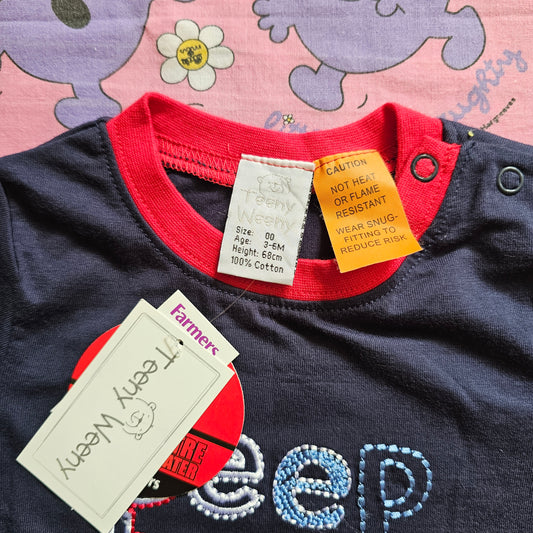 naughty
Teeny
Weeny
Size: 00
Age: 3-6M
Height: 68cm
100% Cotton
CAUTION
NOT HEAT
OR FLAME
RESISTANT
WEAR SNUG-
FITTING TO
REDUCE RISK.
Farmers
Teeny Weeny
eep